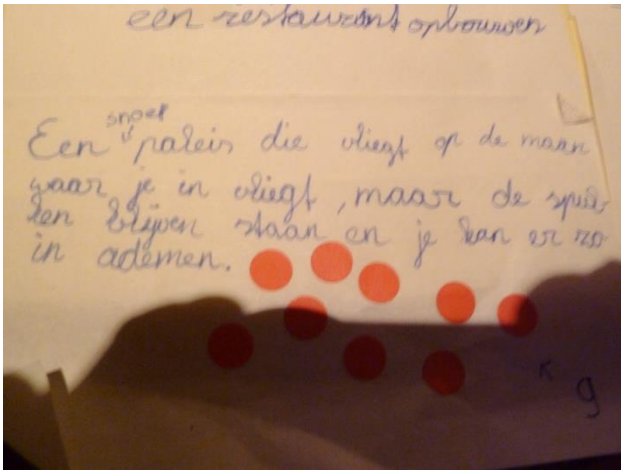 een restaurant opbouwen
snoep
Een paleis die vliegt op de maan
waar je in vliegt, maar de spul-
len blijven staan en je kan er zo
in ademen.
K
9